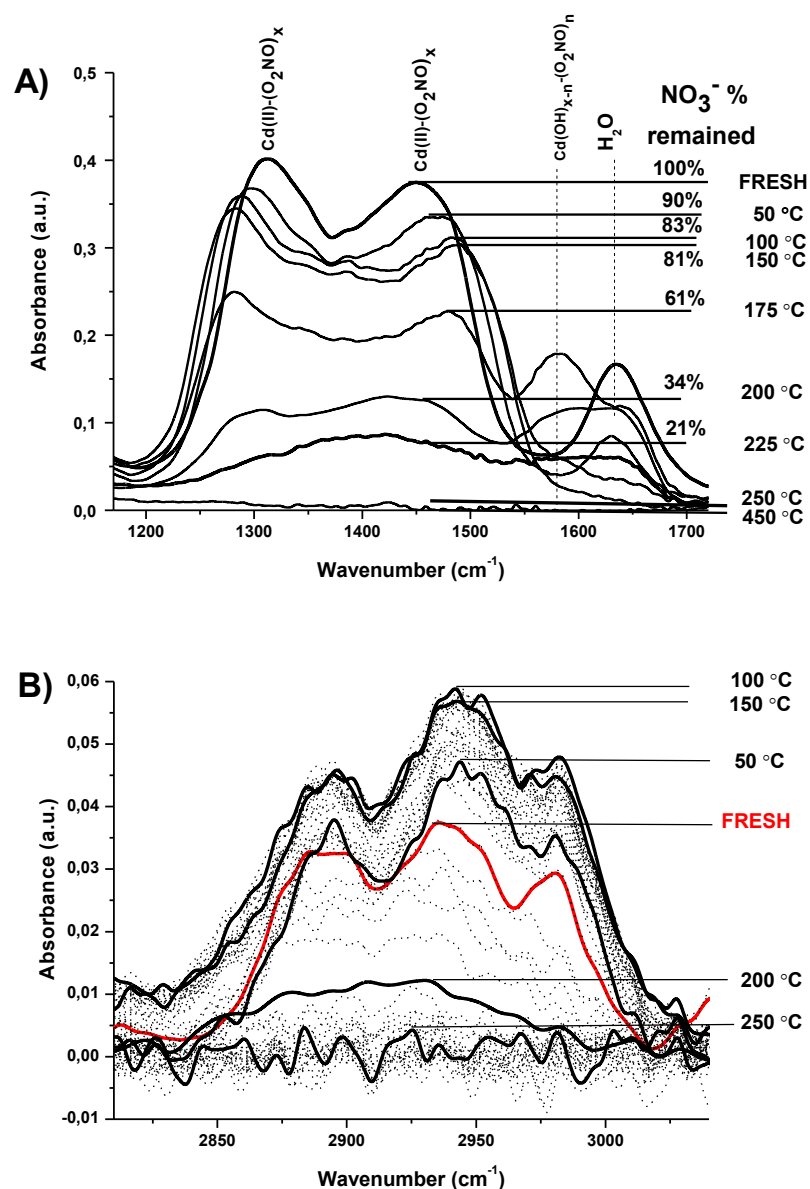 A)
Cd(II)-(O2NO)x
Cd(II)-(O2NO)x
Cd(OH)x-n-(O2NO)n
H2O
NO3- %
remained
0,5
0,4
0,3
0,2
0,1
0,0
Absorbance (a.u.)
100%
FRESH
90%
50 °C
83%
100 °C
81%
150 °C
61%
175 °C
34%
200 °C
21%
225 °C
250 °C
450 °C
1200
1300
1400
1500
1600
1700
Wavenumber (cm-1)
B)
0,06
0,05
0,04
0,03
0,02
0,01
0,00
-0,01
Absorbance (a.u.)
100 °C
150 °C
50 °C
FRESH
200 °C
250 °C
2850
2900
2950
3000
Wavenumber (cm-1)